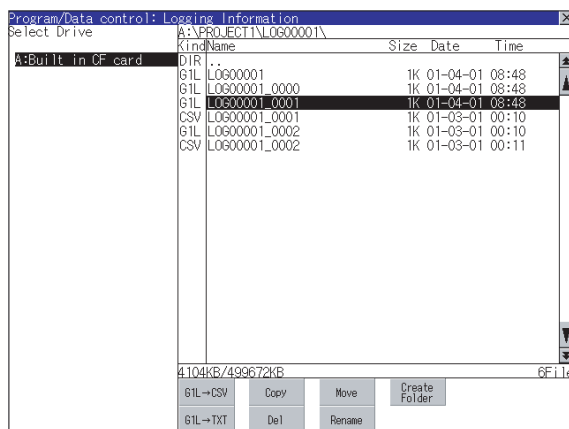 Program/Data control: Logging Information
Select Drive
A:\PROJECT1\LOG00001\
Kind Name Size Date Time
A:Built in CF card
DIR ..
G1L LOG00001 1K 01-04-01 08:48
G1L LOG00001_0000 1K 01-04-01 08:48
G1L LOG00001_0001 1K 01-04-01 08:48
CSV LOG00001_0001 1K 01-03-01 00:10
G1L LOG00001_0002 1K 01-03-01 00:10
CSV LOG00001_0002 1K 01-03-01 00:11
4104KB/499672KB 6File
G1L→CSV Copy Move Create Folder
G1L→TXT Del Rename